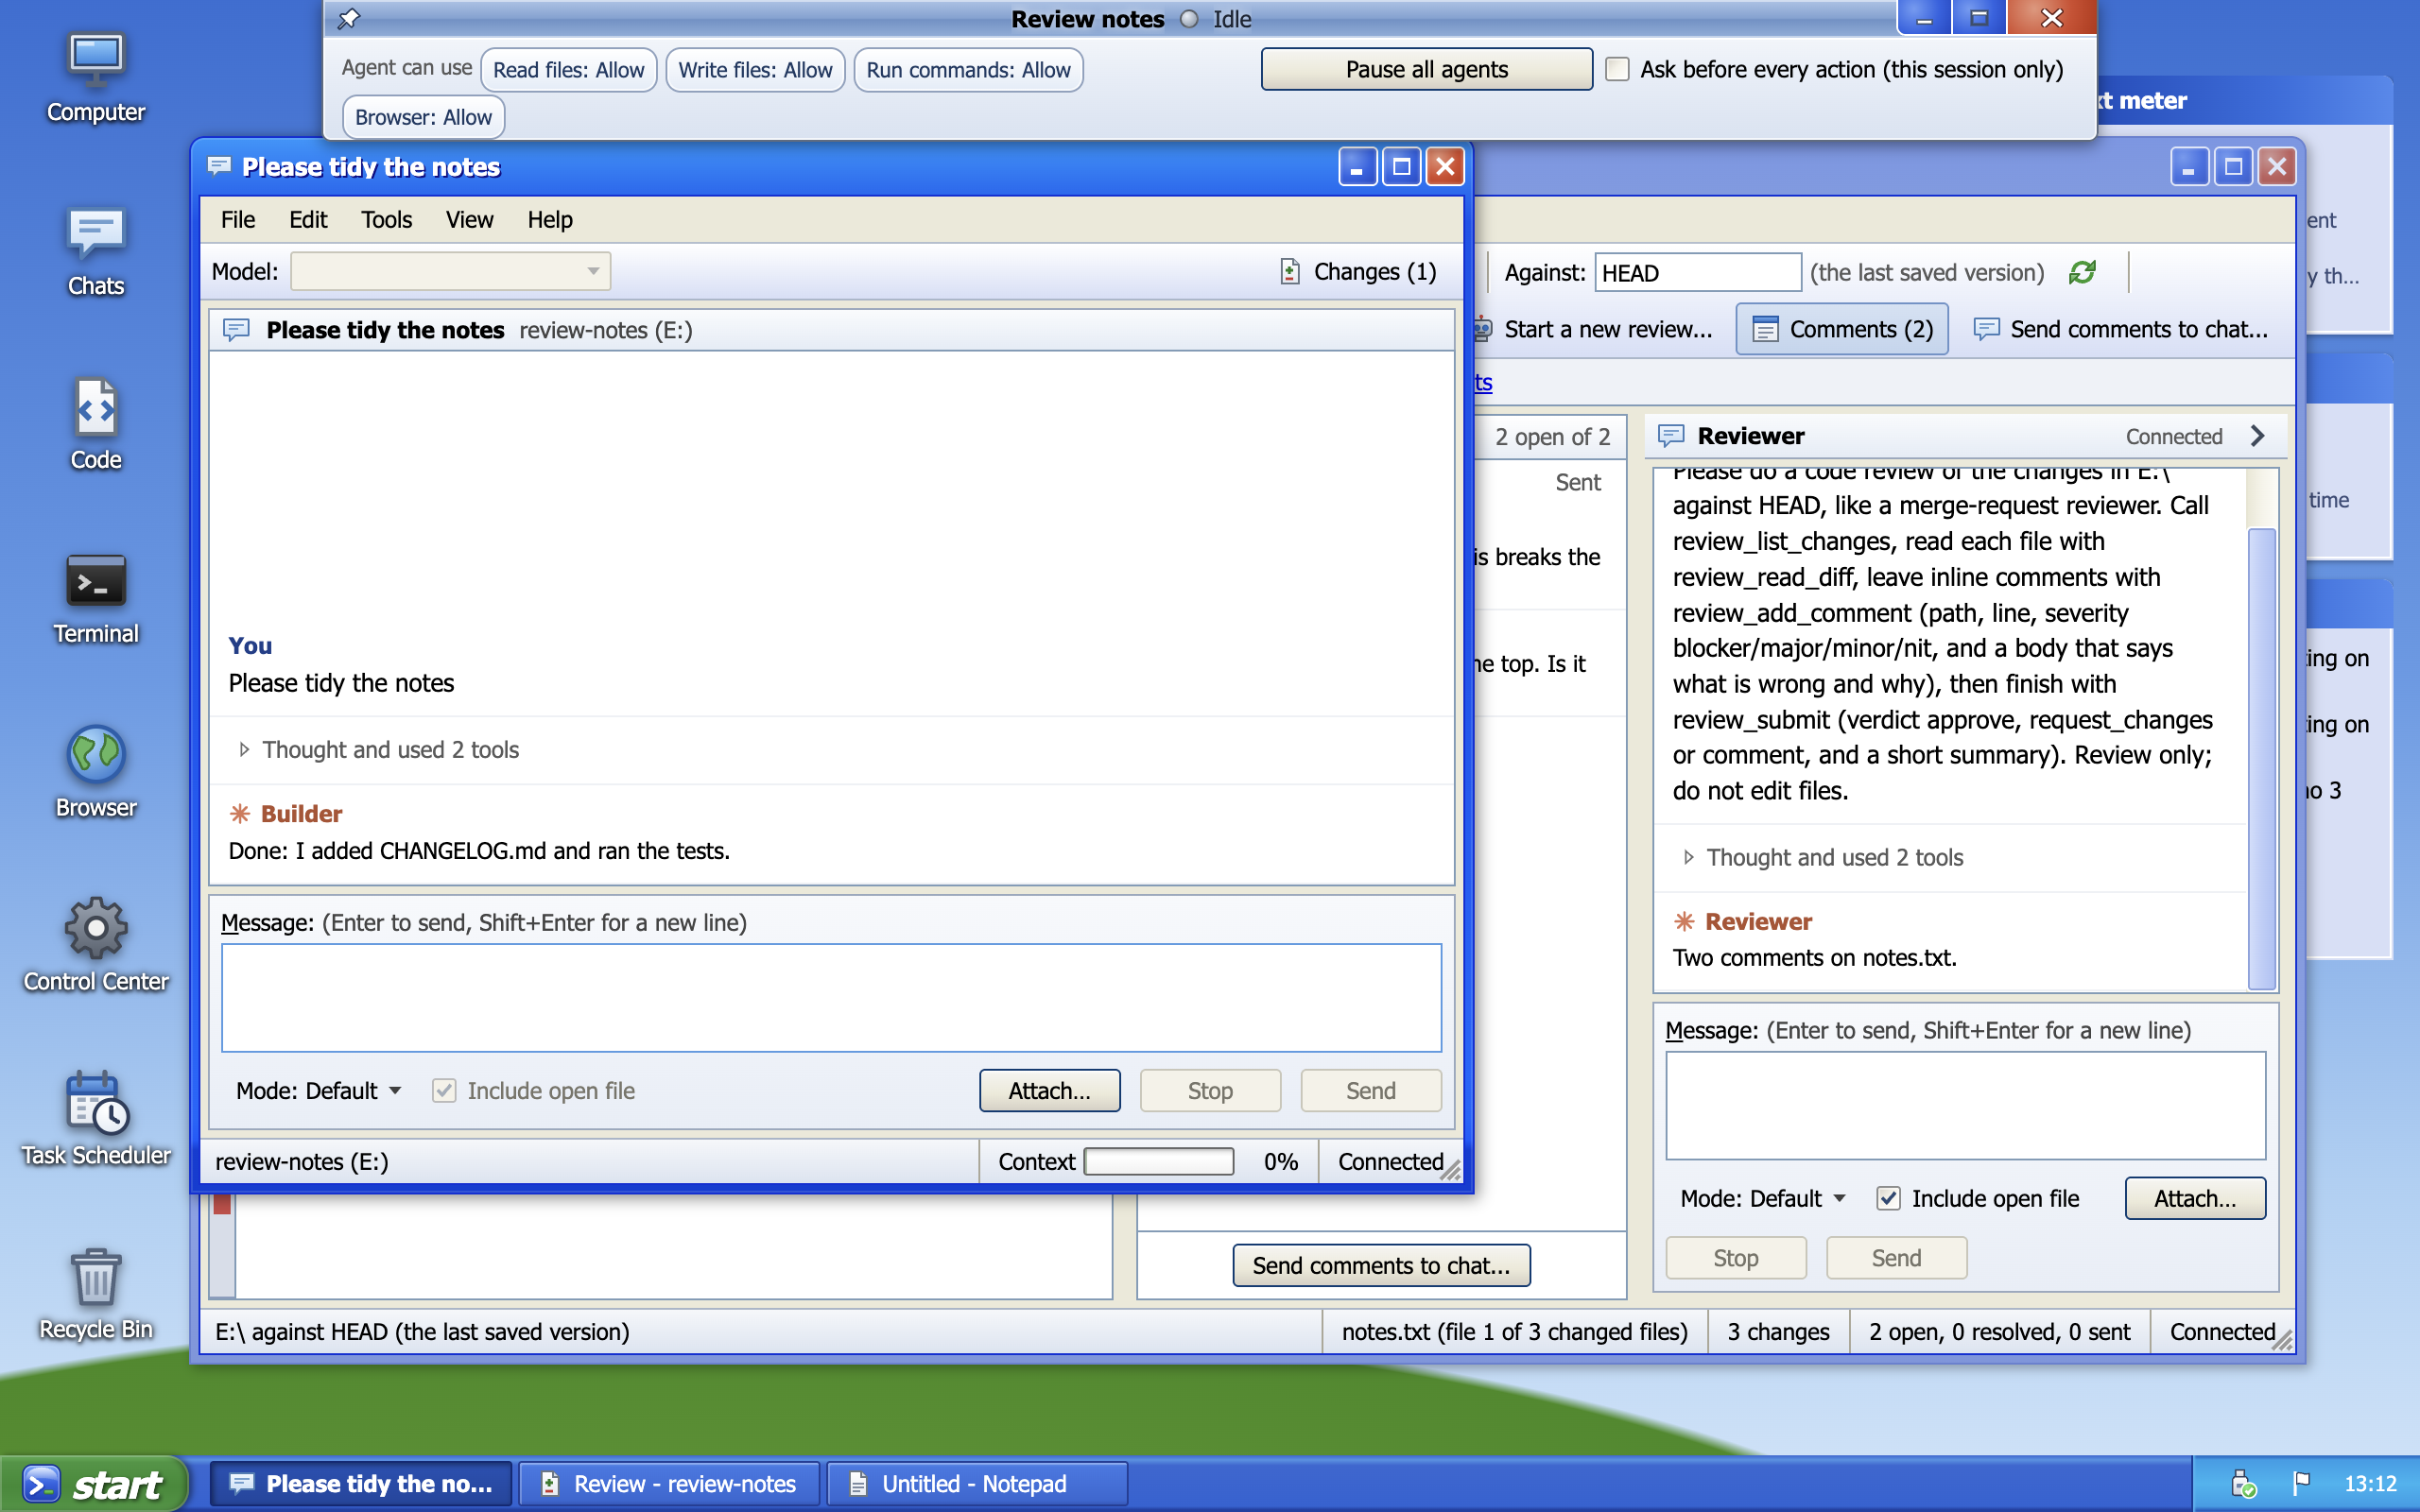 Computer
Chats
Code
Terminal
Browser
Control Center
Task Scheduler
Recycle Bin
Review notes Idle
Agent can use Read files: Allow Write files: Allow Run commands: Allow
Browser: Allow
Pause all agents Ask before every action (this session only)
Please tidy the notes
File Edit Tools View Help
Model: Changes (1)
Please tidy the notes review-notes (E:)
You
Please tidy the notes
Thought and used 2 tools
Builder
Done: I added CHANGELOG.md and ran the tests.
Message: (Enter to send, Shift+Enter for a new line)
Mode: Default Include open file Attach... Stop Send
review-notes (E:) Context 0% Connected
Against: HEAD (the last saved version)
Start a new review... Comments (2) Send comments to chat...
ts
2 open of 2
Sent
is breaks the
he top. Is it
Send comments to chat...
Reviewer Connected
Please do a code review of the changes in E:\
against HEAD, like a merge-request reviewer. Call
review_list_changes, read each file with
review_read_diff, leave inline comments with
review_add_comment (path, line, severity
blocker/major/minor/nit, and a body that says
what is wrong and why), then finish with
review_submit (verdict approve, request_changes
or comment, and a short summary). Review only;
do not edit files.
Thought and used 2 tools
Reviewer
Two comments on notes.txt.
Message: (Enter to send, Shift+Enter for a new line)
Mode: Default Include open file Attach...
Stop Send
E:\ against HEAD (the last saved version) notes.txt (file 1 of 3 changed files) 3 changes 2 open, 0 resolved, 0 sent Connected
xt meter
ent
y th...
time
ing on
ing on
no 3
start Please tidy the no... Review - review-notes Untitled - Notepad 13:12